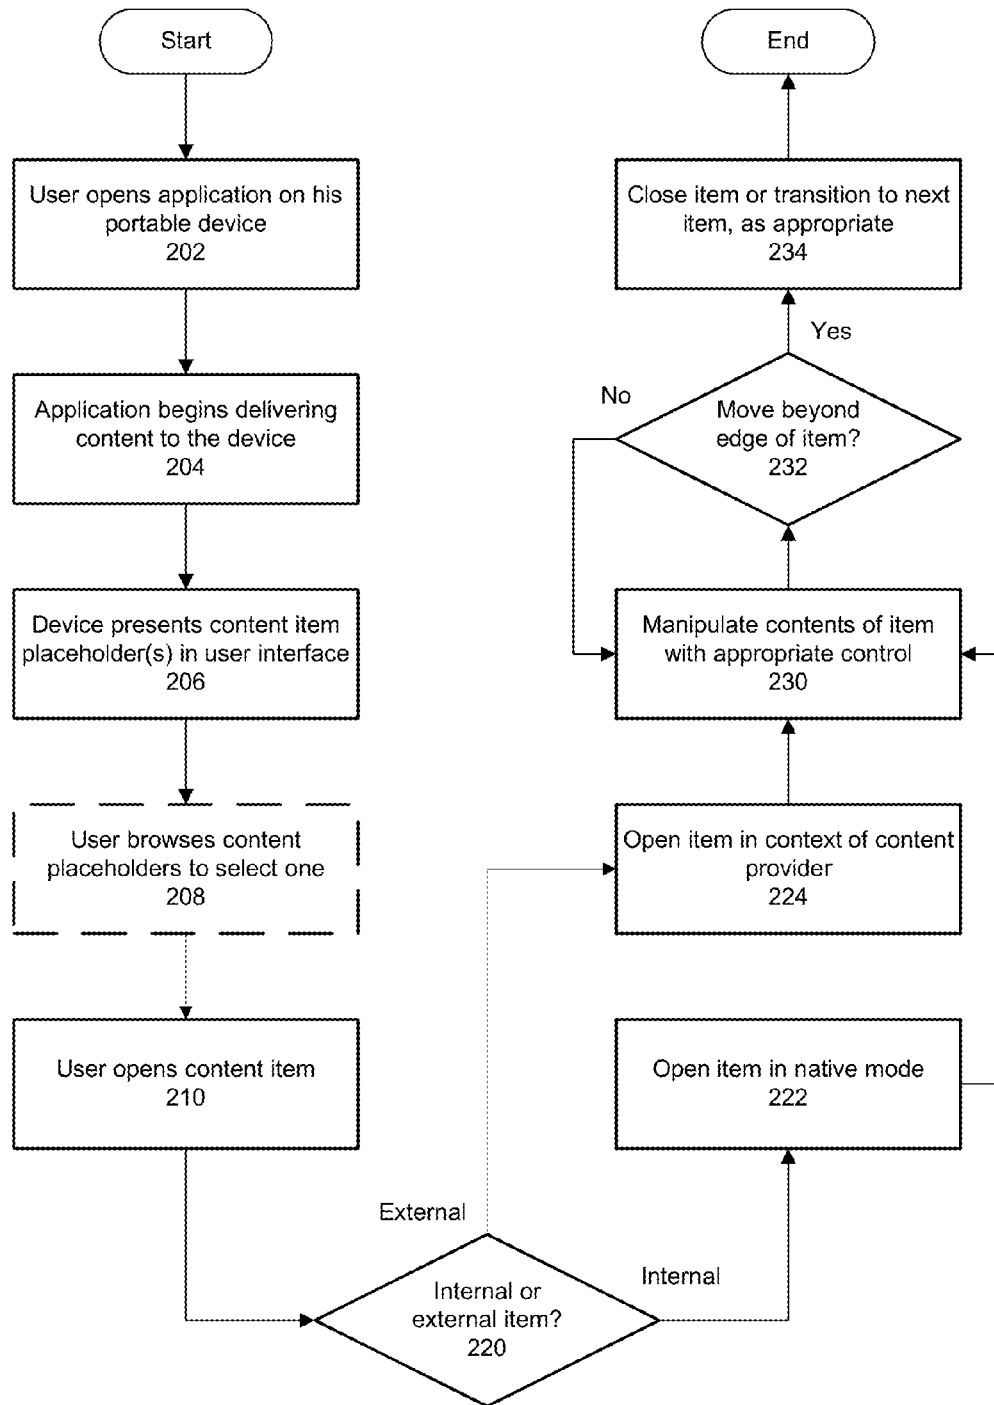 Start
User opens application on his
portable device
202
Application begins delivering
content to the device
204
Device presents content item
placeholder(s) in user interface
206
User browses content
placeholders to select one
208
User opens content item
210
Internal or
external item?
220
External
Internal
Open item in native mode
222
Open item in context of content
provider
224
Manipulate contents of item
with appropriate control
230
Move beyond
edge of item?
232
No
Yes
Close item or transition to next
item, as appropriate
234
End